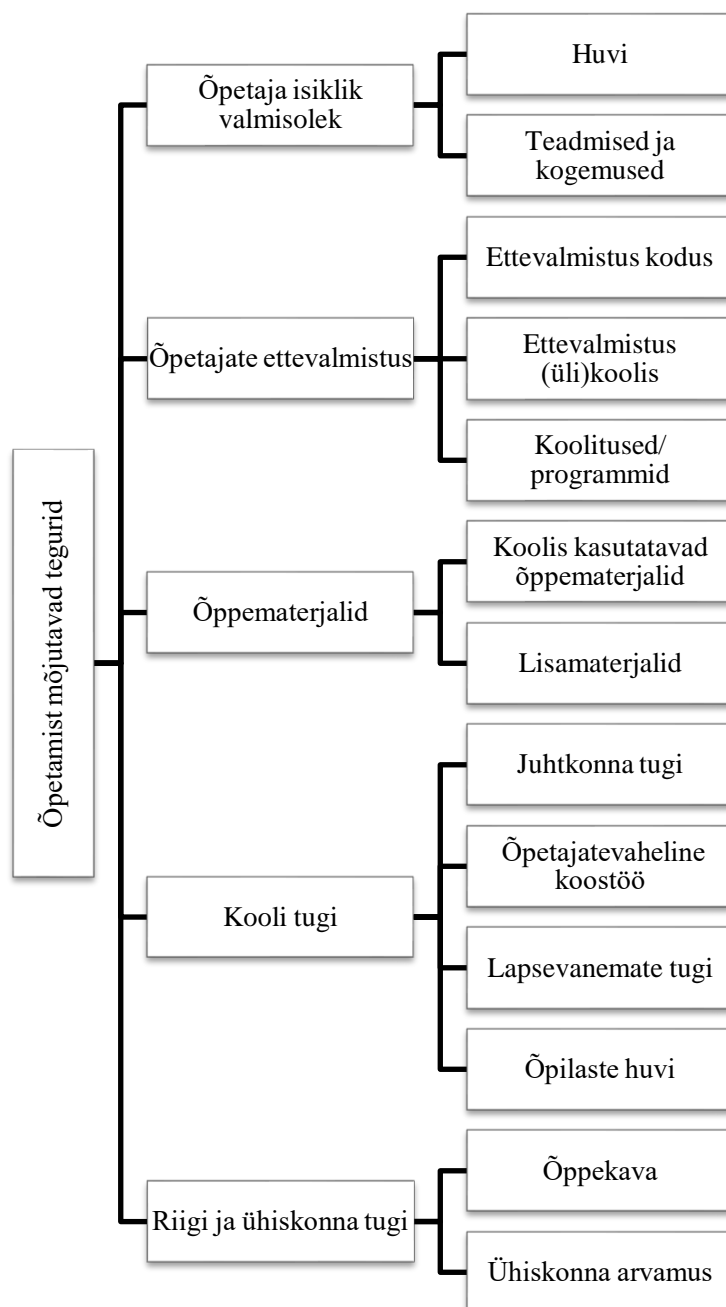 Õpetamist mõjutavad tegurid
Õpetaja isiklik
valmisolek
Huvi
Teadmised ja
kogemused
Õpetajate ettevalmistus
Ettevalmistus kodus
Ettevalmistus
(üli)koolis
Koolitused/
programmid
Õppematerjalid
Koolis kasutatavad
õppematerjalid
Lisamaterjalid
Kooli tugi
Juhtkonna tugi
Õpetajatevaheline
koostöö
Lapsevanemate tugi
Õpilaste huvi
Riigi ja ühiskonna tugi
Õppekava
Ühiskonna arvamus